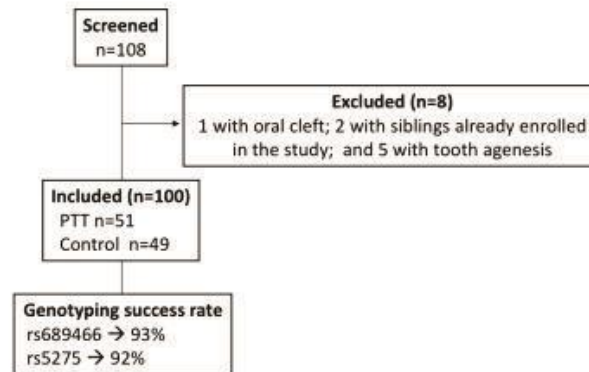 Screened
n=108
Excluded (n=8)
1 with oral cleft; 2 with siblings already enrolled
in the study; and 5 with tooth agenesis
Included (n=100)
PTT n=51
Control n=49
Genotyping success rate
rs689466 → 93%
rs5275 → 92%